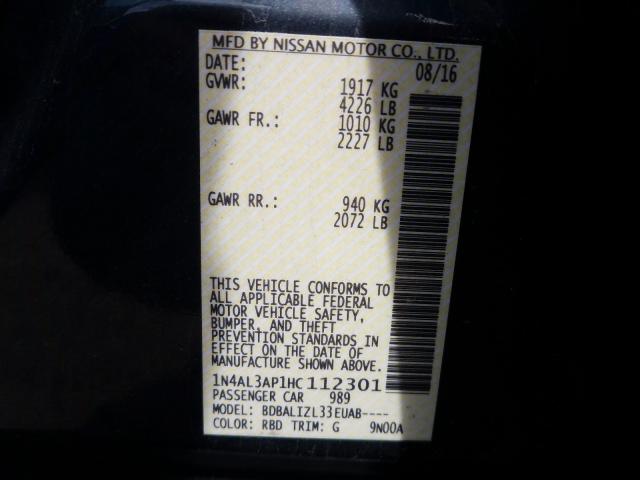 MFD BY NISSAN MOTOR CO., LTD.
DATE: 08/16
GVWR: 1917 KG
4226 LB
GAWR FR.: 1010 KG
2227 LB
GAWR RR.: 940 KG
2072 LB
THIS VEHICLE CONFORMS TO
ALL APPLICABLE FEDERAL
MOTOR VEHICLE SAFETY,
BUMPER, AND THEFT
PREVENTION STANDARDS IN
EFFECT ON THE DATE OF
MANUFACTURE SHOWN ABOVE.
1N4AL3AP1HC112301
PASSENGER CAR 989
MODEL: BDBALIZL33EUAB----
COLOR: RBD TRIM: G 9N00A